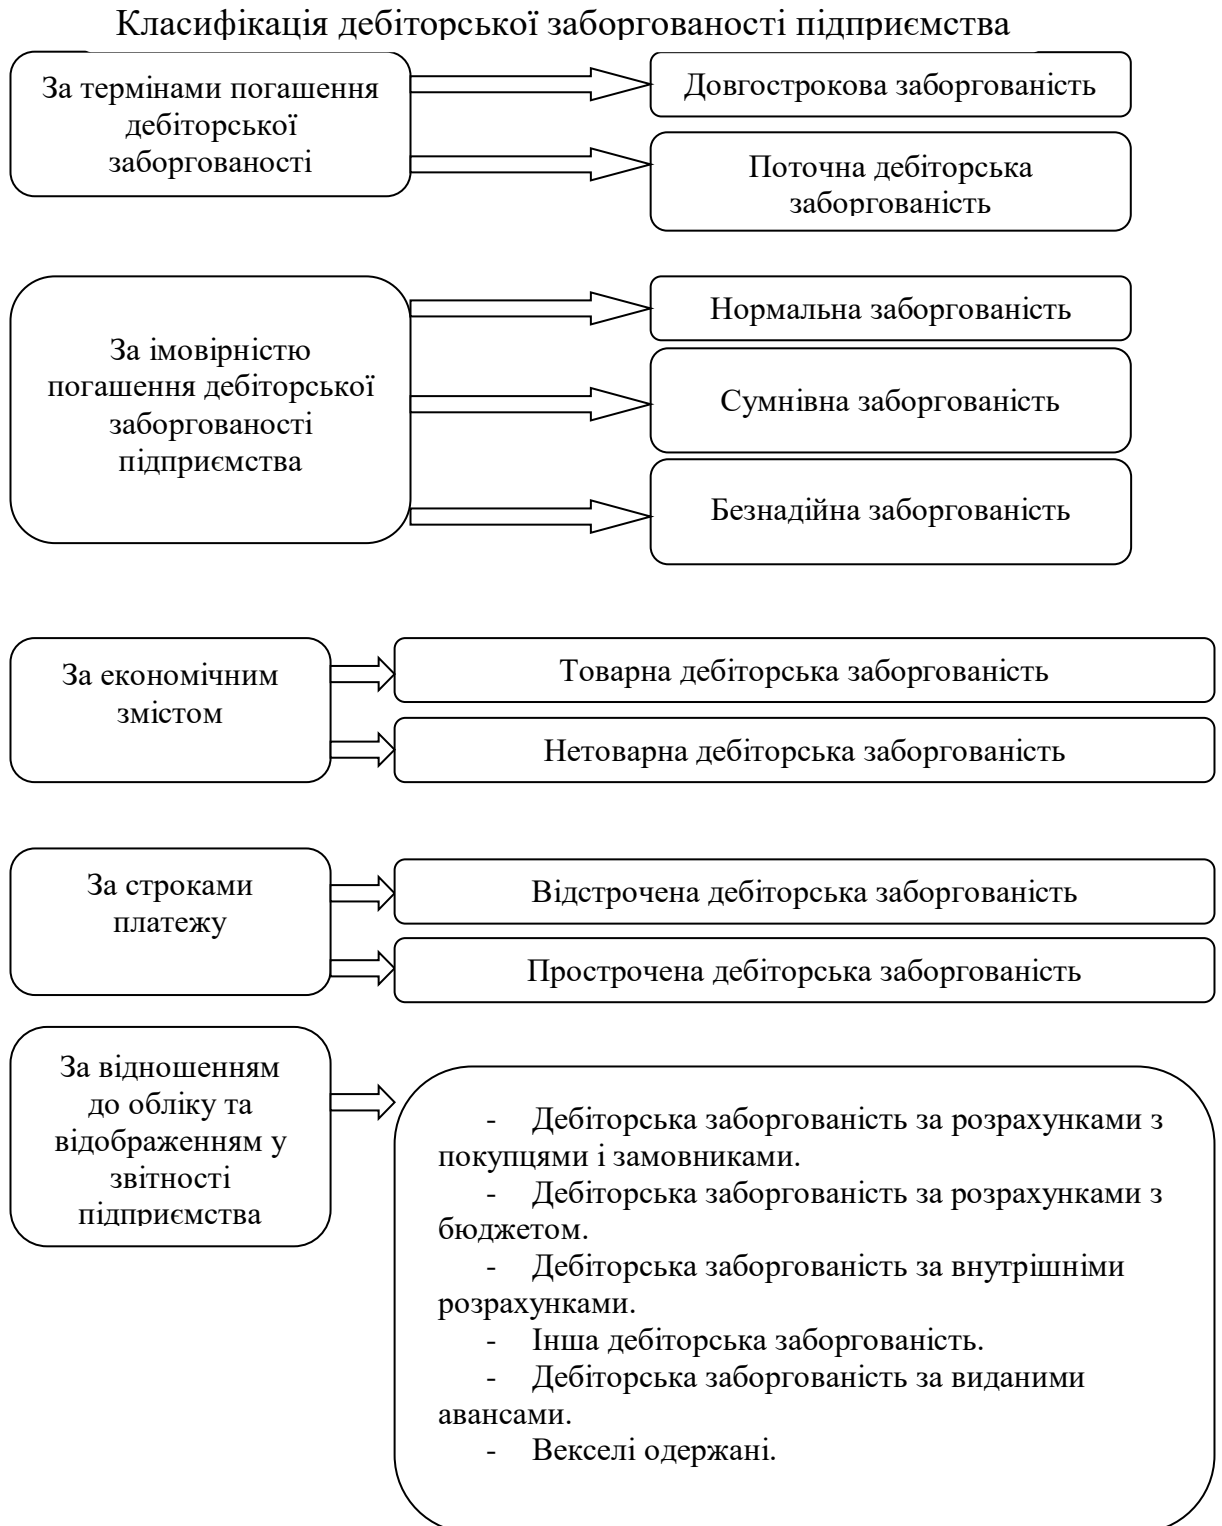 Класифікація дебіторської заборгованості підприємства
За термінами погашення
дебіторської
заборгованості
Довгострокова заборгованість
Поточна дебіторська
заборгованість
За імовірністю
погашення дебіторської
заборгованості
підприємства
Нормальна заборгованість
Сумнівна заборгованість
Безнадійна заборгованість
За економічним
змістом
Товарна дебіторська заборгованість
Нетоварна дебіторська заборгованість
За строками
платежу
Відстрочена дебіторська заборгованість
Прострочена дебіторська заборгованість
За відношенням
до обліку та
відображенням у
звітності
підприємства
- Дебіторська заборгованість за розрахунками з
покупцями і замовниками.
- Дебіторська заборгованість за розрахунками з
бюджетом.
- Дебіторська заборгованість за внутрішніми
розрахунками.
- Інша дебіторська заборгованість.
- Дебіторська заборгованість за виданими
авансами.
- Векселі одержані.